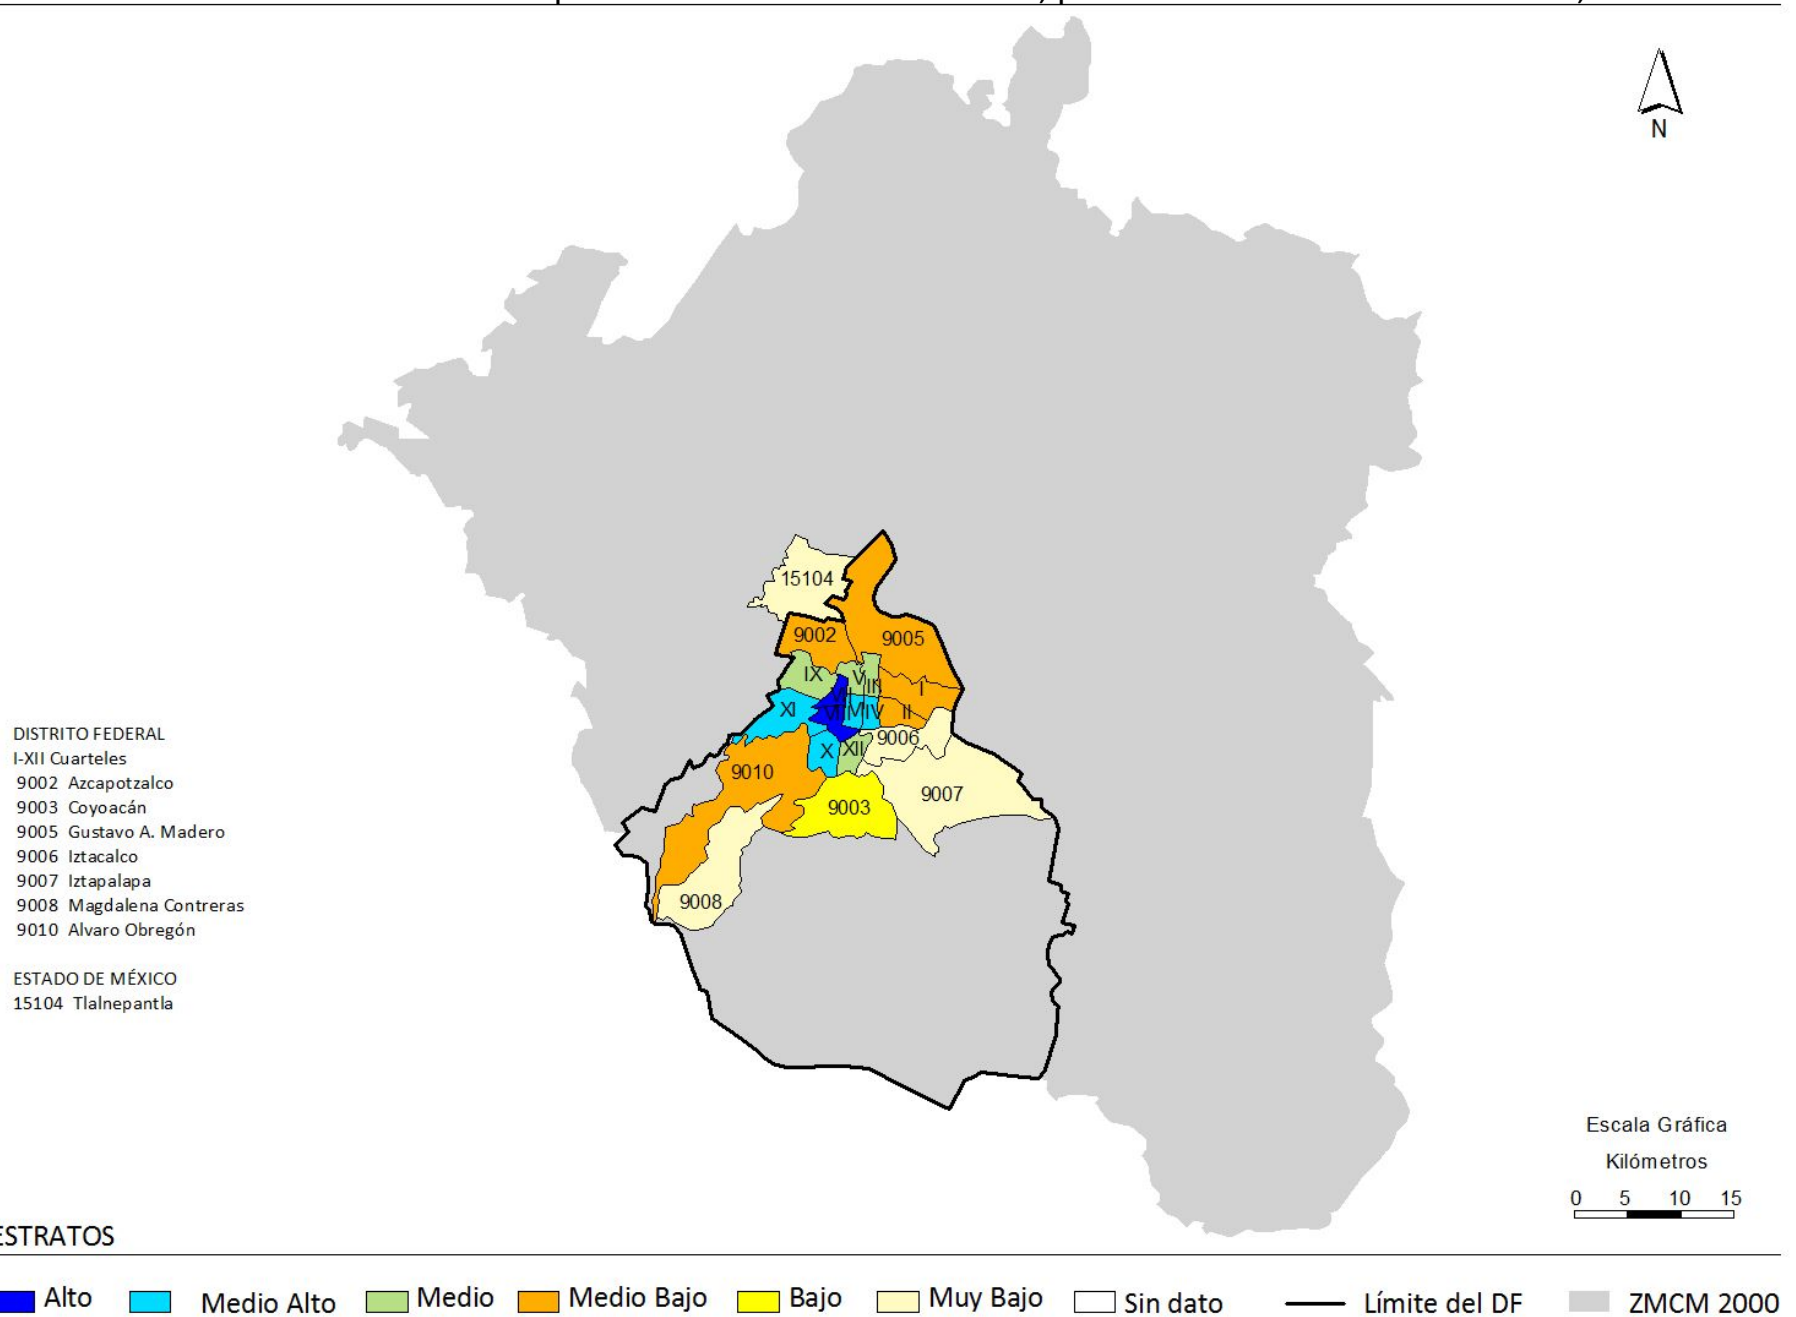 N
15104
9002
9005
IX
V
III
I
VII
XI
VIII
VI
IV
II
9006
X
XII
9010
9007
9003
9008
DISTRITO FEDERAL
I-XII Cuarteles
9002 Azcapotzalco
9003 Coyoacán
9005 Gustavo A. Madero
9006 Iztacalco
9007 Iztapalapa
9008 Magdalena Contreras
9010 Alvaro Obregón
ESTADO DE MÉXICO
15104 Tlalnepantla
Escala Gráfica
Kilómetros
0 5 10 15
ESTRATOS
Alto
Medio Alto
Medio
Medio Bajo
Bajo
Muy Bajo
Sin dato
Límite del DF
ZMCM 2000